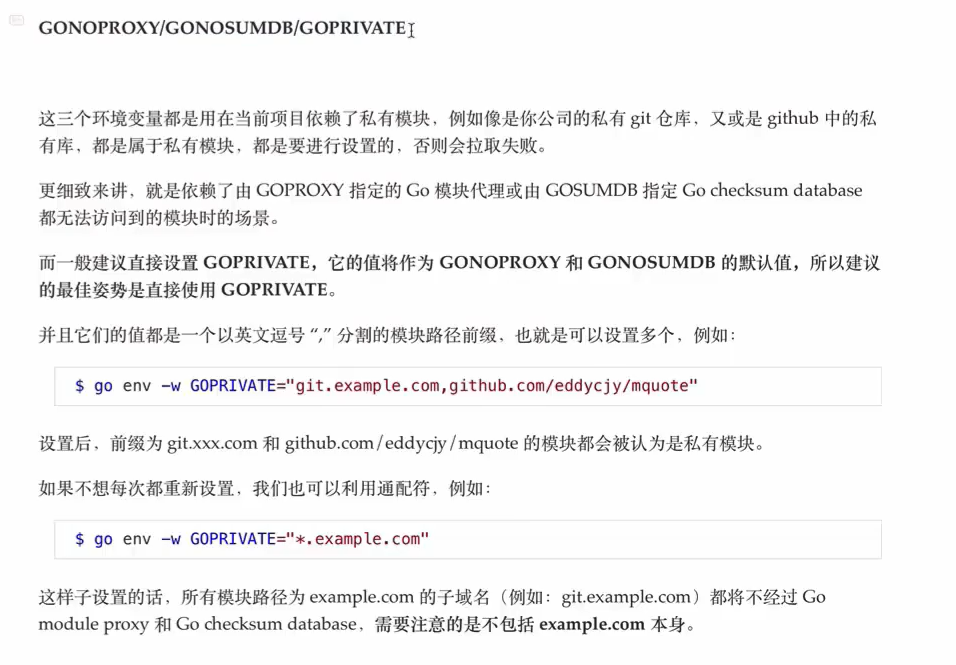 GONOPROXY/GONOSUMDB/GOPRIVATE
这三个环境变量都是用在当前项目依赖了私有模块，例如像是你公司的私有 git 仓库，又或是 github 中的私
有库，都是属于私有模块，都是要进行设置的，否则会拉取失败。
更细致来讲，就是依赖了由 GOPROXY 指定的 Go 模块代理或由 GOSUMDB 指定 Go checksum database
都无法访问到的模块时的场景。
而一般建议直接设置 GOPRIVATE，它的值将作为 GONOPROXY 和 GONOSUMDB 的默认值，所以建议
的最佳姿势是直接使用 GOPRIVATE。
并且它们的值都是一个以英文逗号 “,” 分割的模块路径前缀，也就是可以设置多个，例如：
$ go env -w GOPRIVATE="git.example.com,github.com/eddycjy/mquote"
设置后，前缀为 git.xxx.com 和 github.com/eddycjy/mquote 的模块都会被认为是私有模块。
如果不想每次都重新设置，我们也可以利用通配符，例如：
$ go env -w GOPRIVATE="*.example.com"
这样子设置的话，所有模块路径为 example.com 的子域名（例如：git.example.com）都将不经过 Go
module proxy 和 Go checksum database，需要注意的是不包括 example.com 本身。